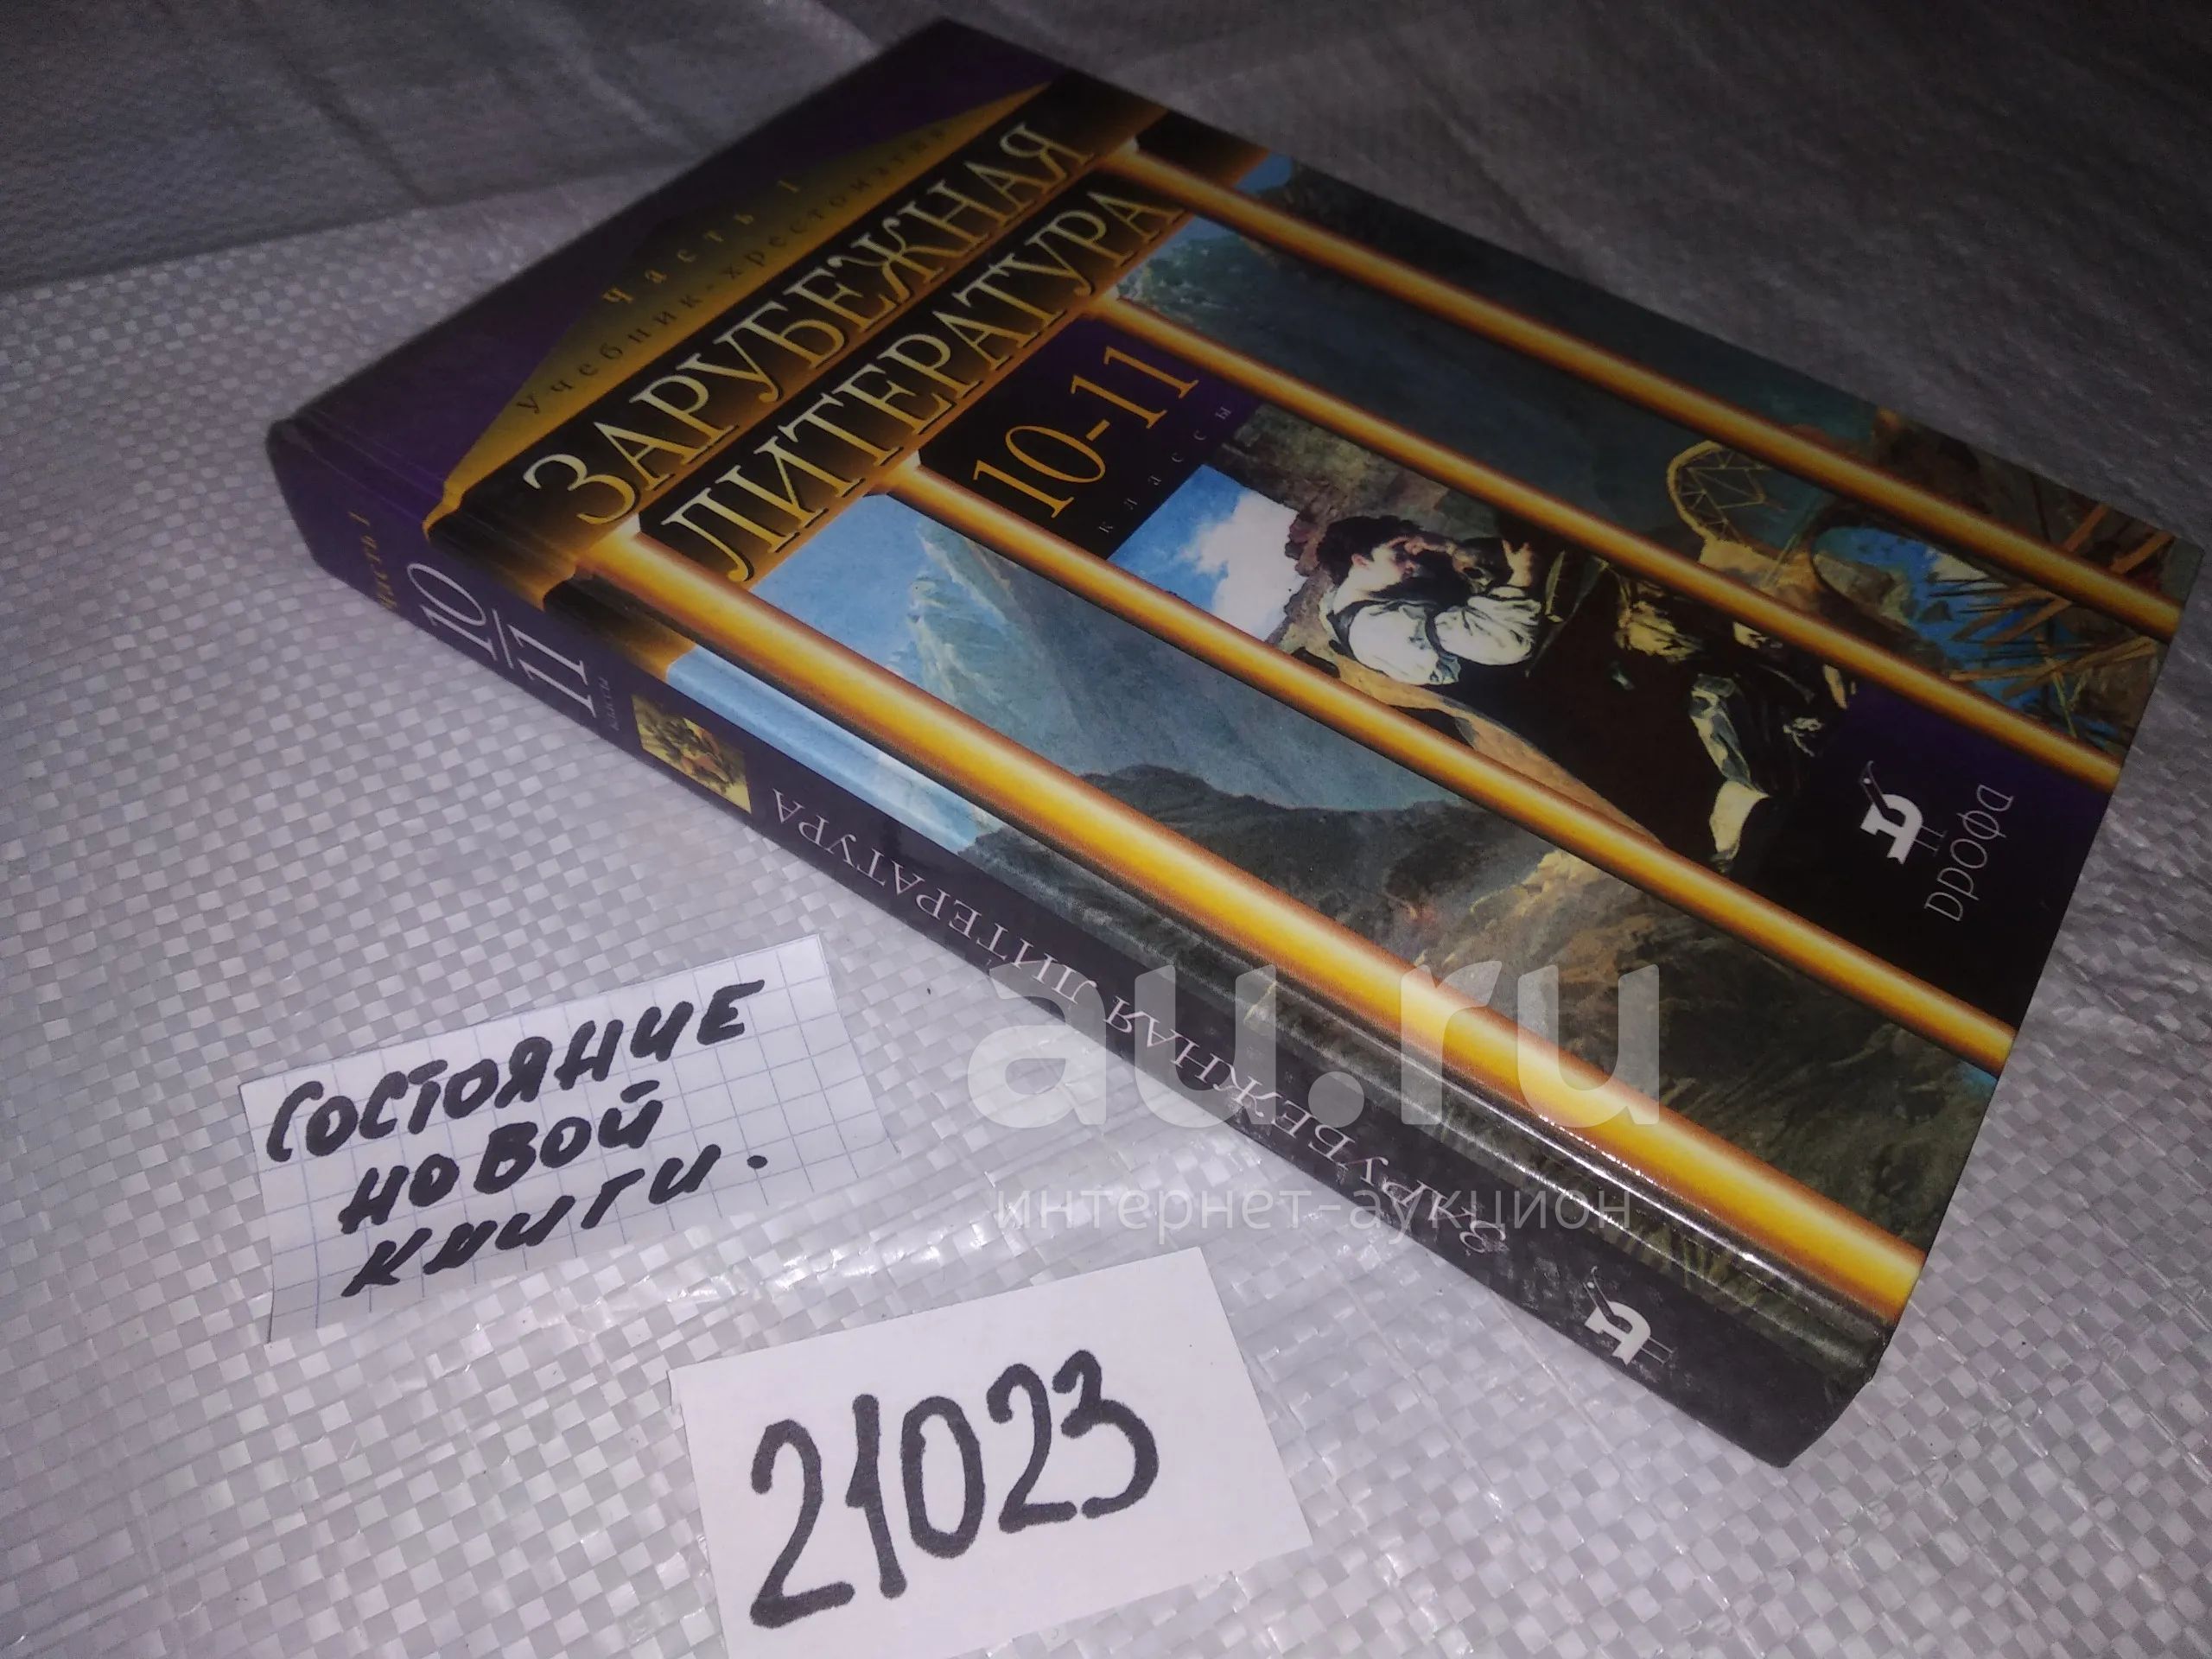 Часть 1
Учебник-хрестоматия
ЗАРУБЕЖНАЯ
ЛИТЕРАТУРА
10-11
классы
дрофа
Часть 1
10
11
классы
ЗАРУБЕЖНАЯ ЛИТЕРАТУРА
au.ru
интернет-аукцион
СОСТОЯНИЕ
НОВОЙ
КНИГИ.
21023